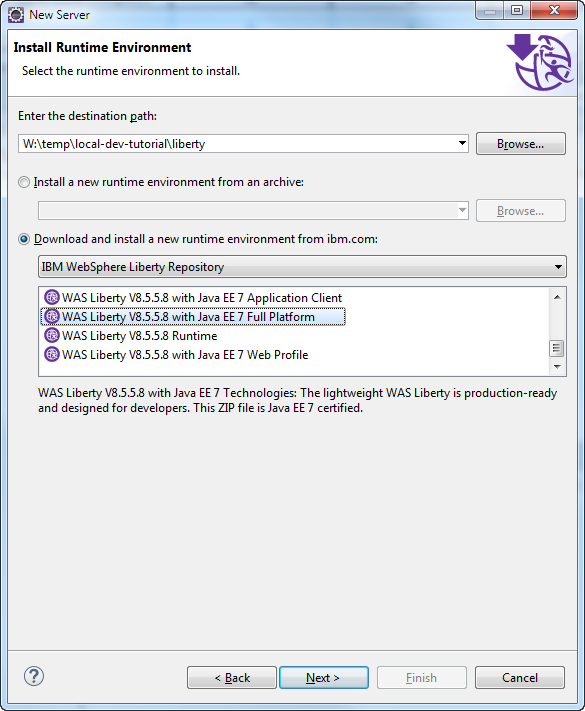 New Server
Install Runtime Environment
Select the runtime environment to install.
Enter the destination path:
W:\temp\local-dev-tutorial\liberty
Browse...
Install a new runtime environment from an archive:
Browse...
Download and install a new runtime environment from ibm.com:
IBM WebSphere Liberty Repository
WAS Liberty V8.5.5.8 with Java EE 7 Application Client
WAS Liberty V8.5.5.8 with Java EE 7 Full Platform
WAS Liberty V8.5.5.8 Runtime
WAS Liberty V8.5.5.8 with Java EE 7 Web Profile
WAS Liberty V8.5.5.8 with Java EE 7 Technologies: The lightweight WAS Liberty is production-ready
and designed for developers. This ZIP file is Java EE 7 certified.
?
< Back
Next >
Finish
Cancel